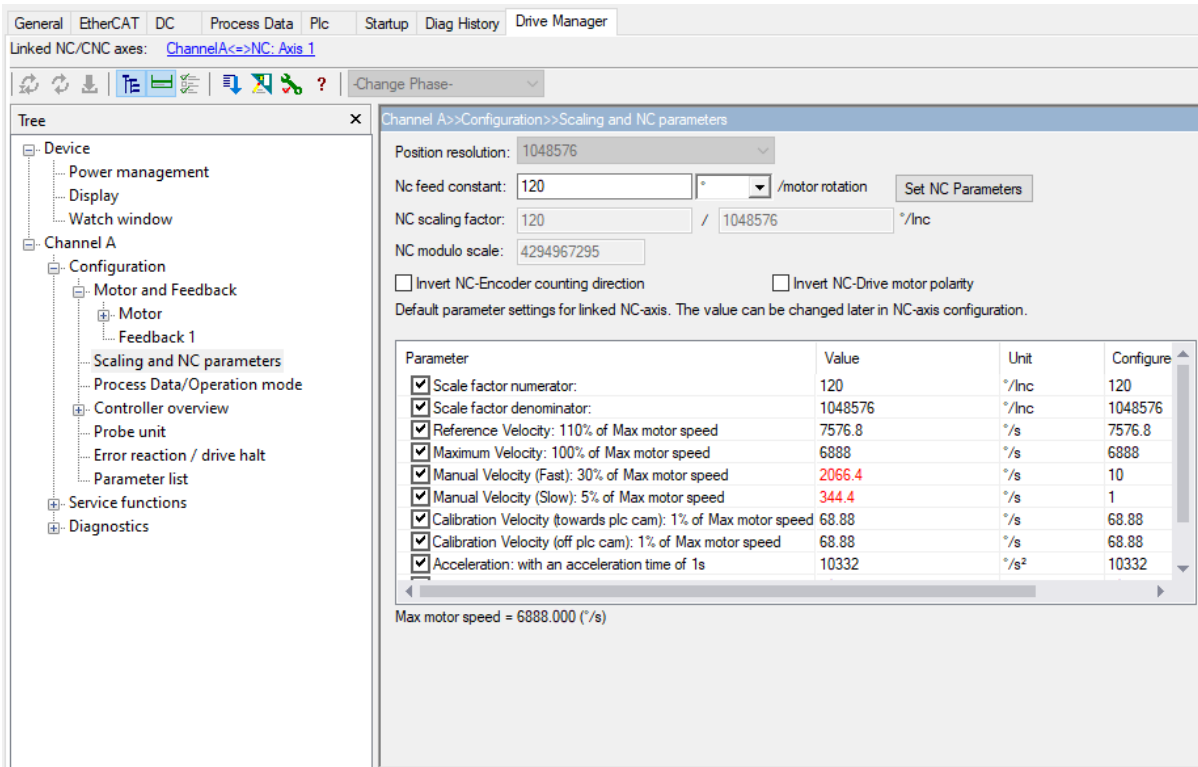 General EtherCAT DC Process Data Plc Startup Diag History Drive Manager
Linked NC/CNC axes: ChannelA<=>NC: Axis 1
? -Change Phase-
Tree x
Device
Power management
Display
Watch window
Channel A
Configuration
Motor and Feedback
Motor
Feedback 1
Scaling and NC parameters
Process Data/Operation mode
Controller overview
Probe unit
Error reaction / drive halt
Parameter list
Service functions
Diagnostics
Channel A>>Configuration>>Scaling and NC parameters
Position resolution: 1048576
Nc feed constant: 120 ° /motor rotation Set NC Parameters
NC scaling factor: 120 / 1048576 °/Inc
NC modulo scale: 4294967295
Invert NC-Encoder counting direction Invert NC-Drive motor polarity
Default parameter settings for linked NC-axis. The value can be changed later in NC-axis configuration.
Parameter Value Unit Configure
Scale factor numerator: 120 °/Inc 120
Scale factor denominator: 1048576 °/Inc 1048576
Reference Velocity: 110% of Max motor speed 7576.8 °/s 7576.8
Maximum Velocity: 100% of Max motor speed 6888 °/s 6888
Manual Velocity (Fast): 30% of Max motor speed 2066.4 °/s 10
Manual Velocity (Slow): 5% of Max motor speed 344.4 °/s 1
Calibration Velocity (towards plc cam): 1% of Max motor speed 68.88 °/s 68.88
Calibration Velocity (off plc cam): 1% of Max motor speed 68.88 °/s 68.88
Acceleration: with an acceleration time of 1s 10332 °/s² 10332
Max motor speed = 6888.000 (°/s)